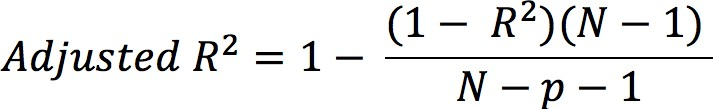 Adjusted R² = 1 − (1 − R²)(N − 1) / N − p − 1